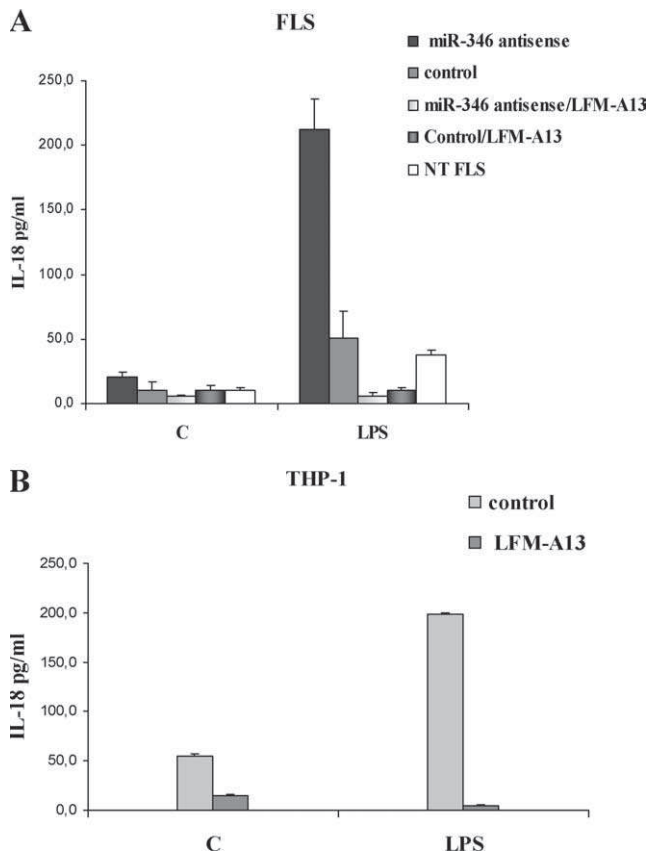 A
FLS
miR-346 antisense
control
miR-346 antisense/LFM-A13
Control/LFM-A13
NT FLS
IL-18 pg/ml
250,0
200,0
150,0
100,0
50,0
0,0
C
LPS
B
THP-1
control
LFM-A13
IL-18 pg/ml
250,0
200,0
150,0
100,0
50,0
0,0
C
LPS